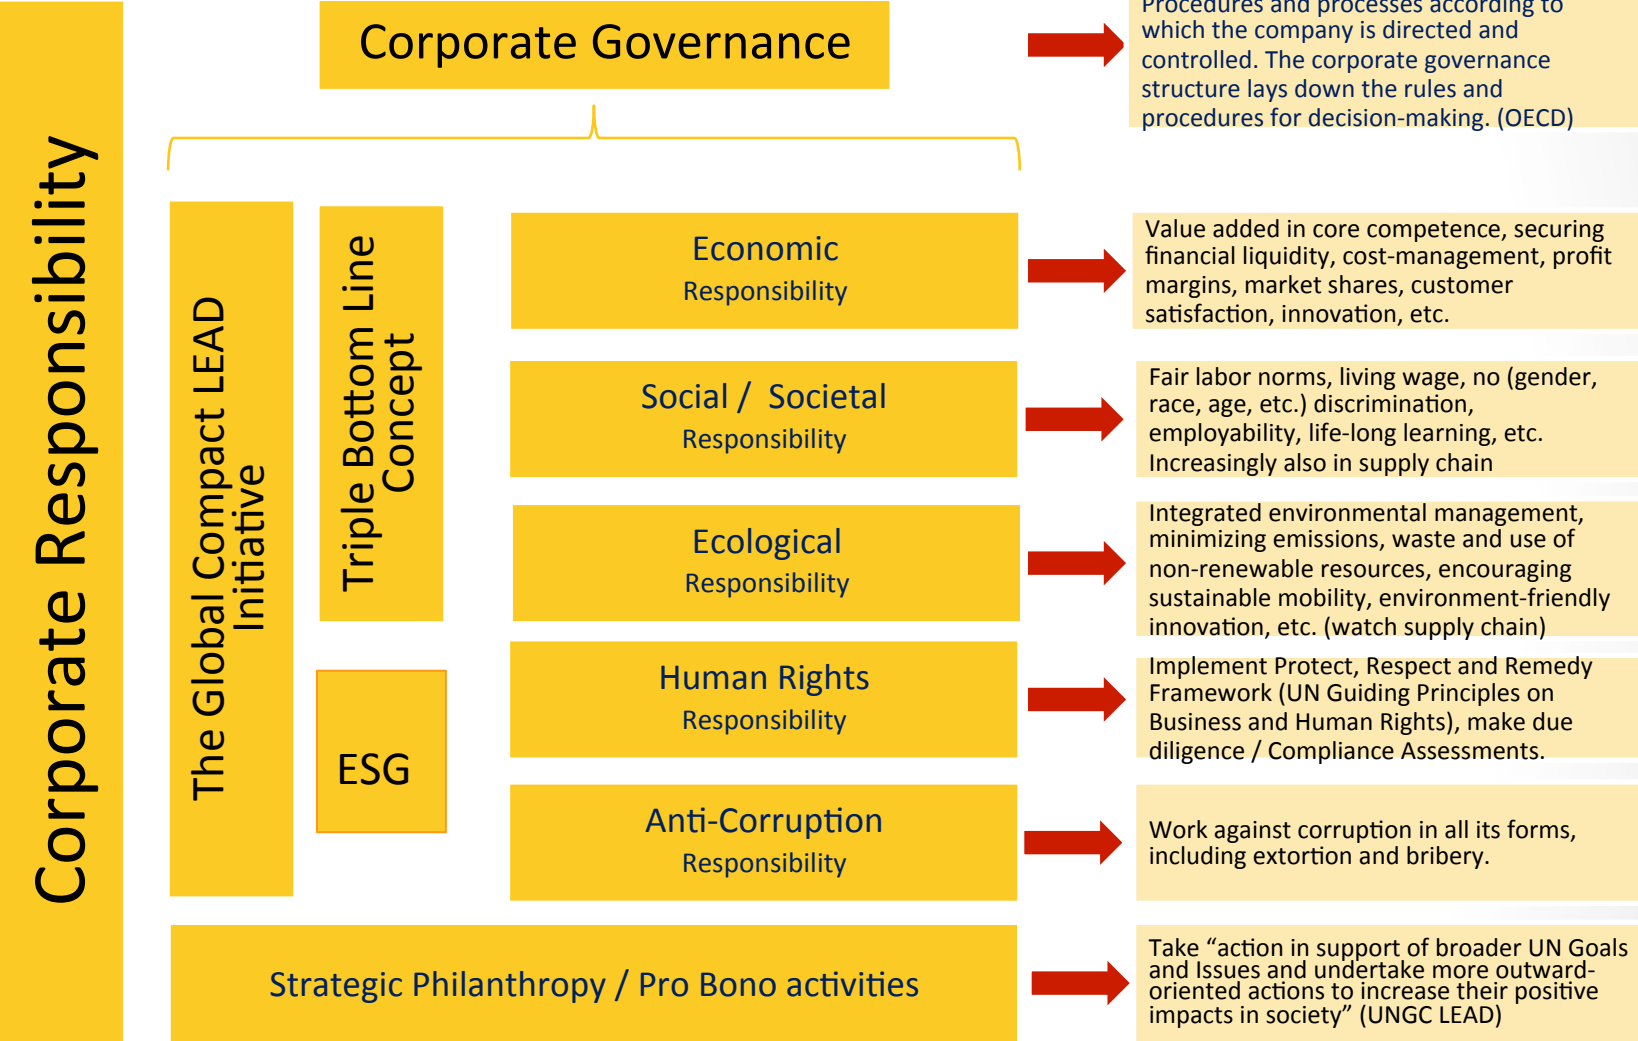 Corporate Responsibility
Corporate Governance
Procedures and processes according to
which the company is directed and
controlled. The corporate governance
structure lays down the rules and
procedures for decision-making. (OECD)
The Global Compact LEAD
Initiative
Triple Bottom Line
Concept
ESG
Economic
Responsibility
Value added in core competence, securing
financial liquidity, cost-management, profit
margins, market shares, customer
satisfaction, innovation, etc.
Social / Societal
Responsibility
Fair labor norms, living wage, no (gender,
race, age, etc.) discrimination,
employability, life-long learning, etc.
Increasingly also in supply chain
Ecological
Responsibility
Integrated environmental management,
minimizing emissions, waste and use of
non-renewable resources, encouraging
sustainable mobility, environment-friendly
innovation, etc. (watch supply chain)
Human Rights
Responsibility
Implement Protect, Respect and Remedy
Framework (UN Guiding Principles on
Business and Human Rights), make due
diligence / Compliance Assessments.
Anti-Corruption
Responsibility
Work against corruption in all its forms,
including extortion and bribery.
Strategic Philanthropy / Pro Bono activities
Take “action in support of broader UN Goals
and Issues and undertake more outward-
oriented actions to increase their positive
impacts in society” (UNGC LEAD)